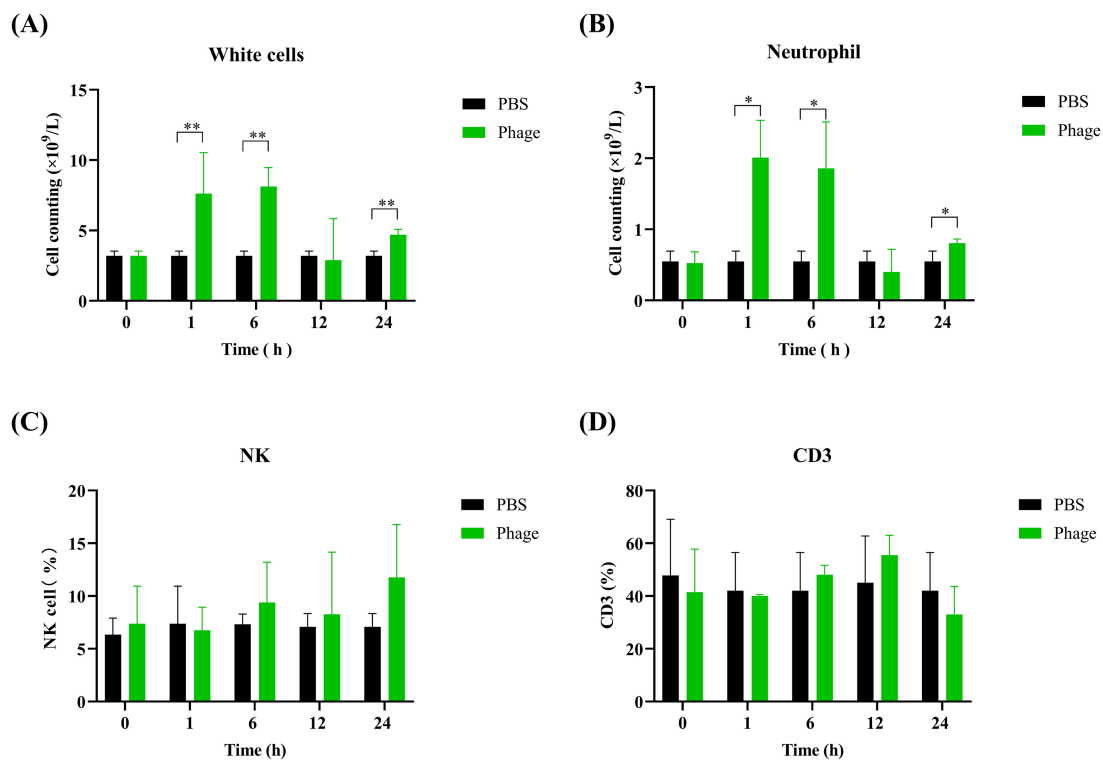 (A)
White cells
Cell counting (×10⁹/L)
15
10
5
0
**
**
**
0 1 6 12 24
Time ( h )
PBS
Phage
(B)
Neutrophil
Cell counting (×10⁹/L)
3
2
1
0
*
*
*
0 1 6 12 24
Time ( h )
PBS
Phage
(C)
NK
NK cell（ %）
20
15
10
5
0
0 1 6 12 24
Time (h)
PBS
Phage
(D)
CD3
CD3 (%)
80
60
40
20
0
0 1 6 12 24
Time (h)
PBS
Phage